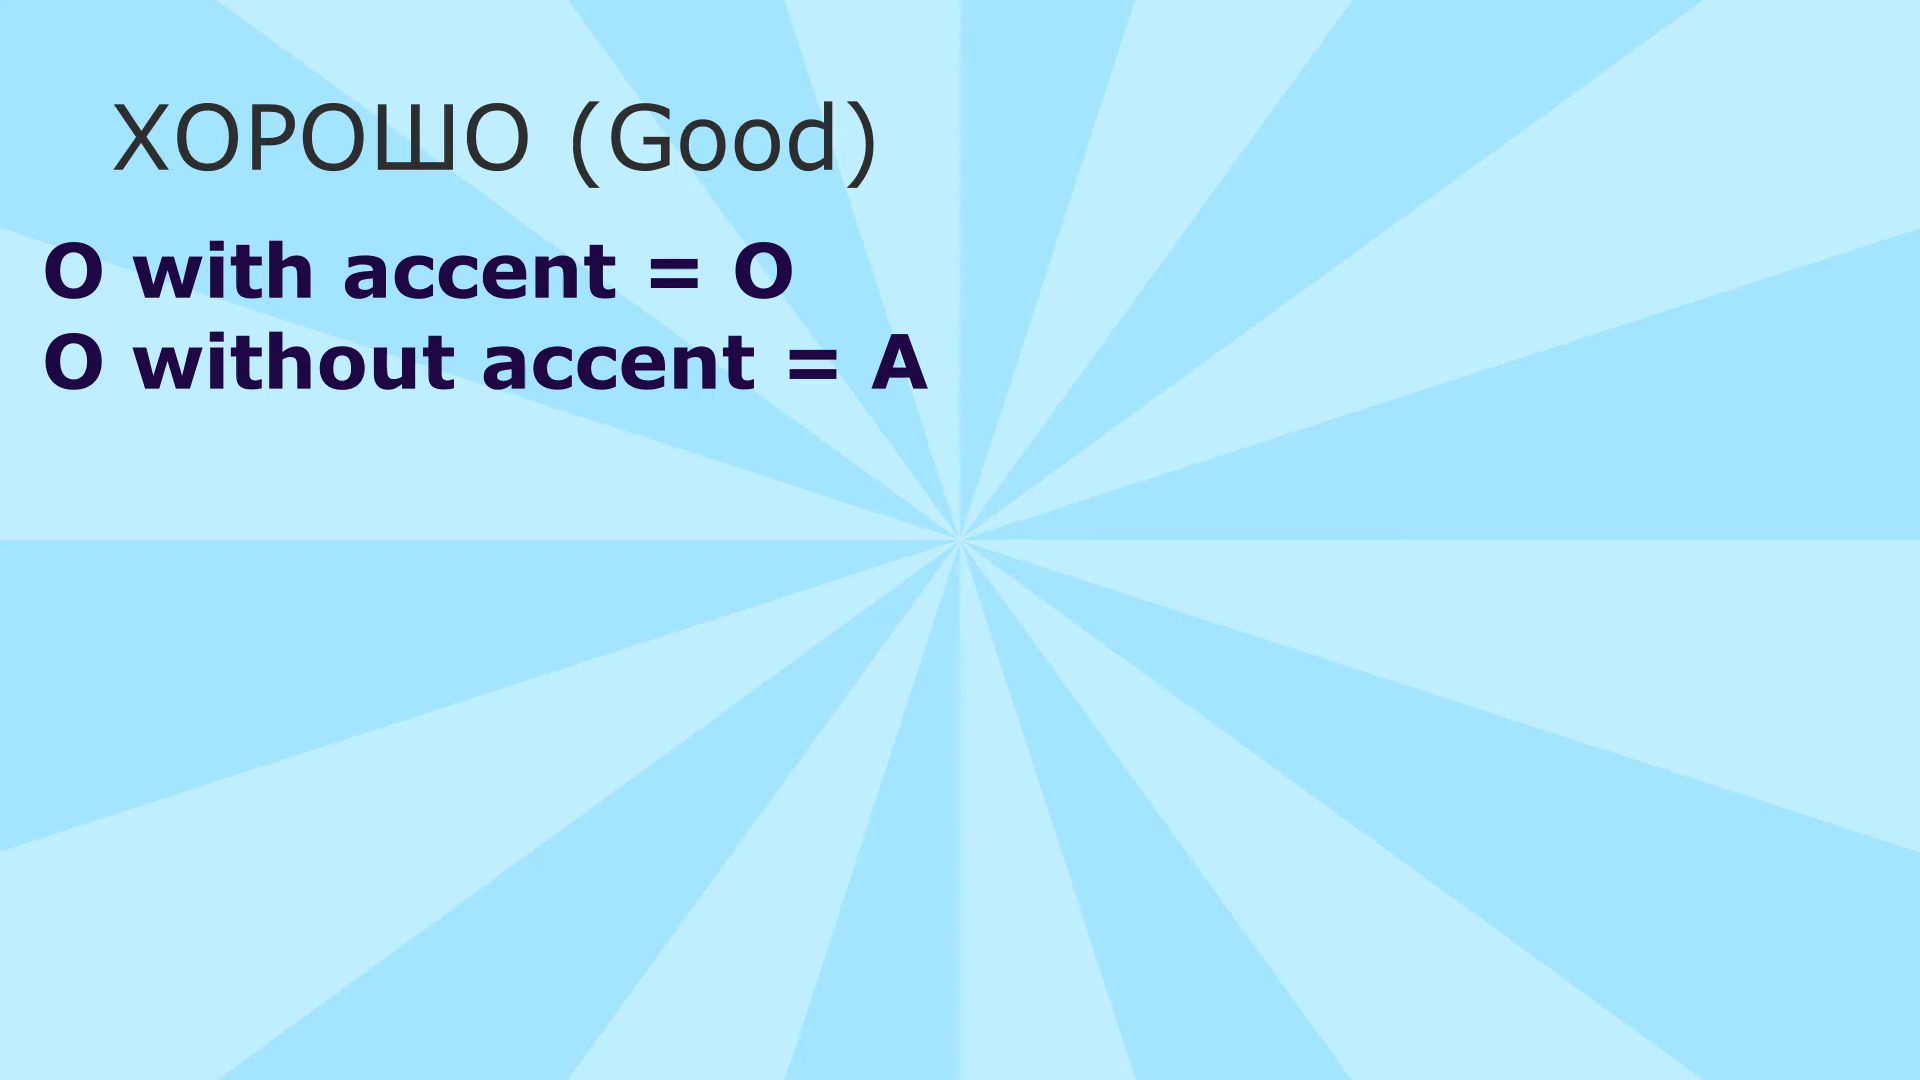 ХОРОШО (Good)
O with accent = O
O without accent = A